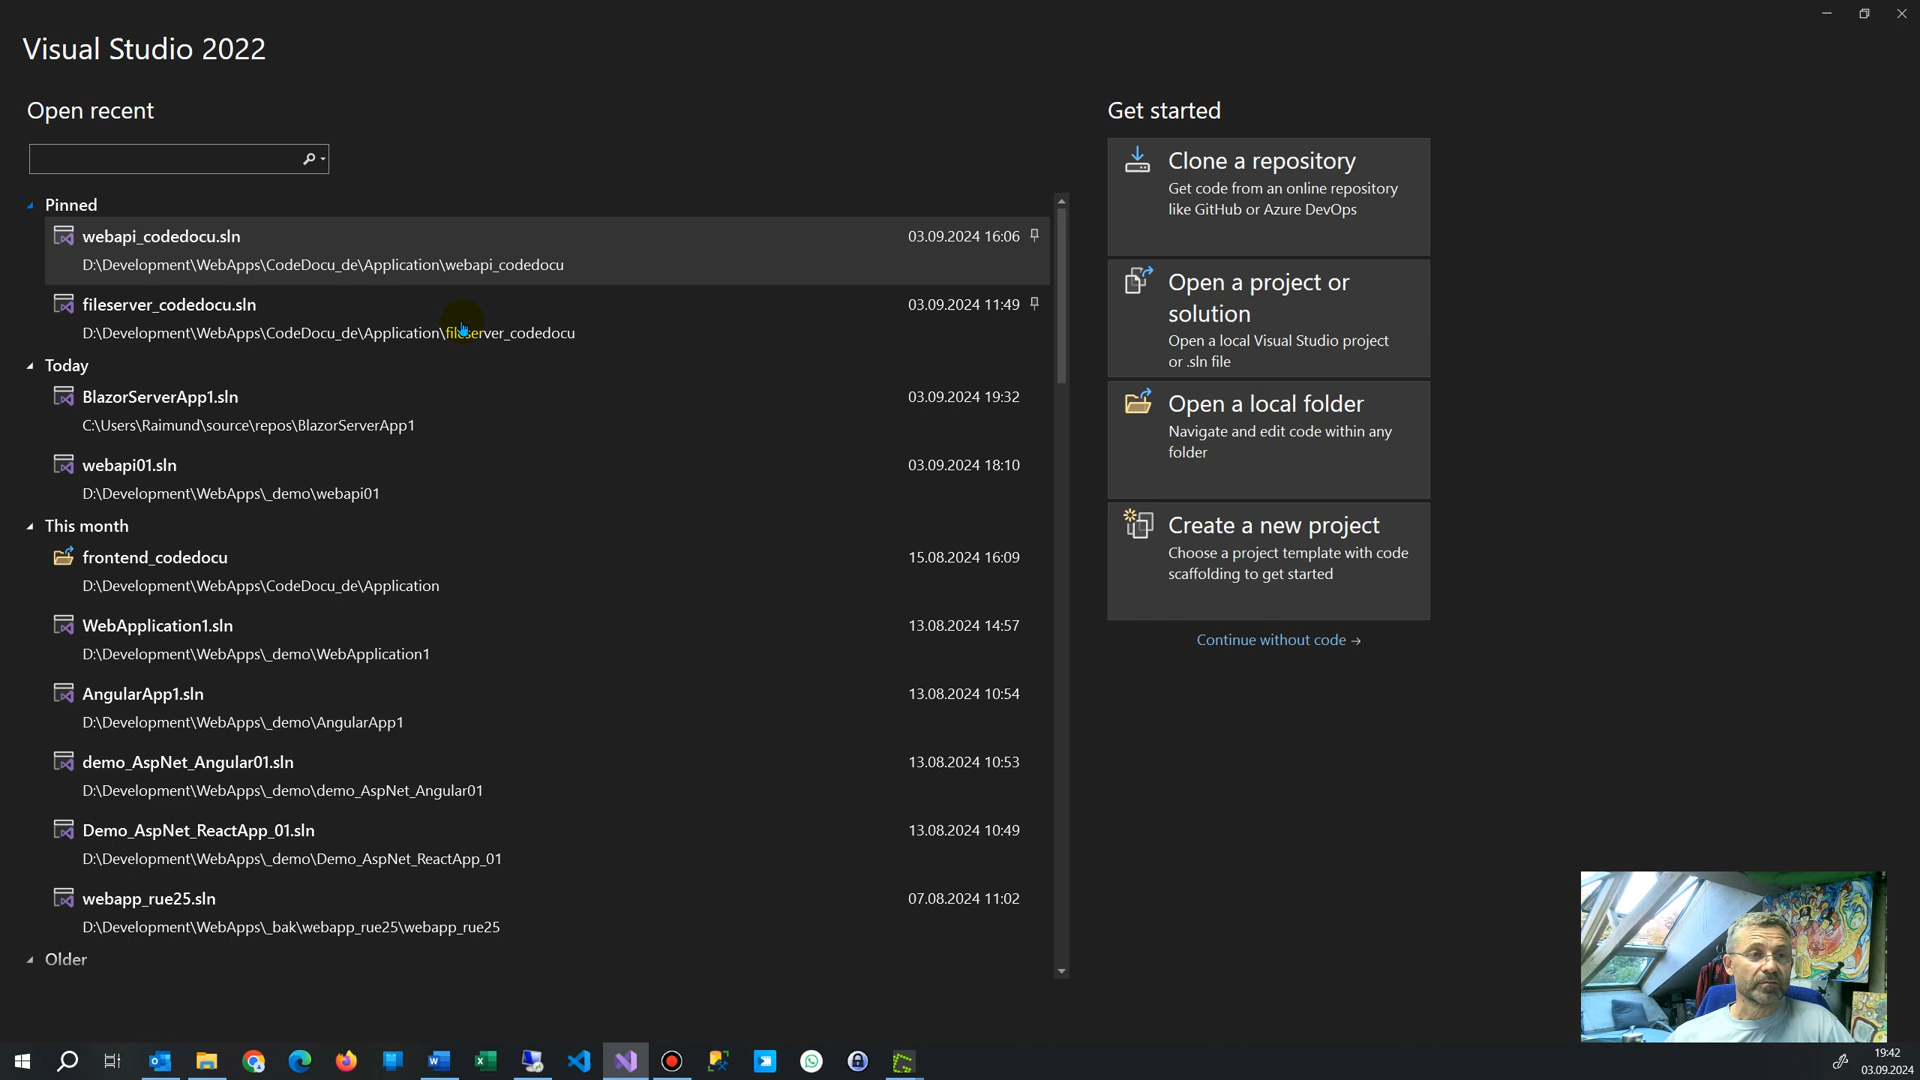 Visual Studio 2022
Open recent
Pinned
webapi_codedocu.sln 03.09.2024 16:06
D:\Development\WebApps\CodeDocu_de\Application\webapi_codedocu
fileserver_codedocu.sln 03.09.2024 11:49
D:\Development\WebApps\CodeDocu_de\Application\fileserver_codedocu
Today
BlazorServerApp1.sln 03.09.2024 19:32
C:\Users\Raimund\source\repos\BlazorServerApp1
webapi01.sln 03.09.2024 18:10
D:\Development\WebApps\_demo\webapi01
This month
frontend_codedocu 15.08.2024 16:09
D:\Development\WebApps\CodeDocu_de\Application
WebApplication1.sln 13.08.2024 14:57
D:\Development\WebApps\_demo\WebApplication1
AngularApp1.sln 13.08.2024 10:54
D:\Development\WebApps\_demo\AngularApp1
demo_AspNet_Angular01.sln 13.08.2024 10:53
D:\Development\WebApps\_demo\demo_AspNet_Angular01
Demo_AspNet_ReactApp_01.sln 13.08.2024 10:49
D:\Development\WebApps\_demo\Demo_AspNet_ReactApp_01
webapp_rue25.sln 07.08.2024 11:02
D:\Development\WebApps\_bak\webapp_rue25\webapp_rue25
Older
Get started
Clone a repository
Get code from an online repository
like GitHub or Azure DevOps
Open a project or
solution
Open a local Visual Studio project
or .sln file
Open a local folder
Navigate and edit code within any
folder
Create a new project
Choose a project template with code
scaffolding to get started
Continue without code →
19:42
03.09.2024